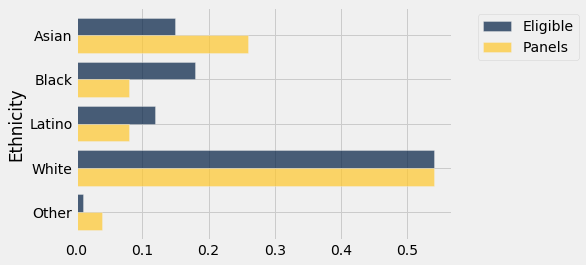 Eligible
Panels
Ethnicity
Asian
Black
Latino
White
Other
0.0 0.1 0.2 0.3 0.4 0.5